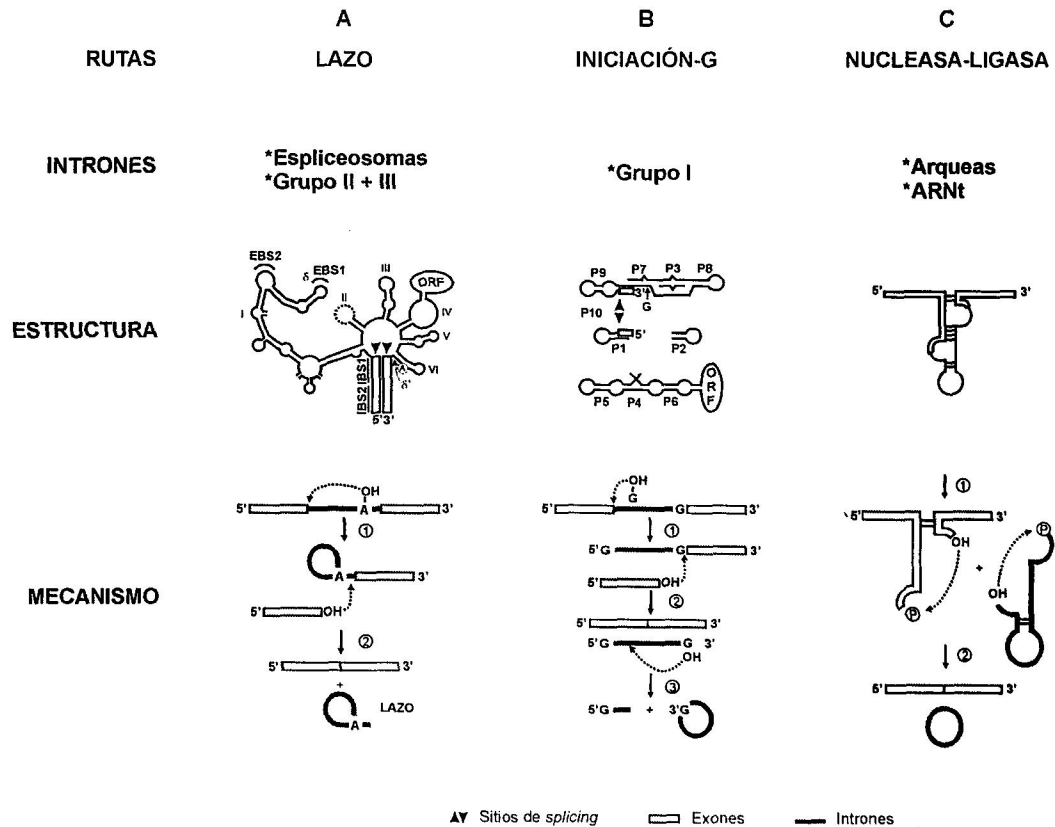 A B C
RUTAS LAZO INICIACIÓN-G NUCLEASA-LIGASA
INTRONES
*Espliceosomas
*Grupo II + III
*Grupo I
*Arqueas
*ARNt
ESTRUCTURA
EBS2
δ EBS1
III
ORF
II
IV
I
V
VI
A
δ'
IBS2 IBS1
5' 3'
P9 P7 P3 P8
3' G
P10
5'
P1 P2
P5 P4 P6
ORF
5' 3'
MECANISMO
OH
5' A 3'
①
A 3'
5' OH
②
5' 3'
+
A LAZO
OH
G
5' G 3'
①
5'G G 3'
5' OH
②
5' 3'
5'G G 3'
OH
③
5'G + 3'G
①
5' 3'
OH
P
+
OH
P
②
5' 3'
Sitios de splicing Exones Intrones